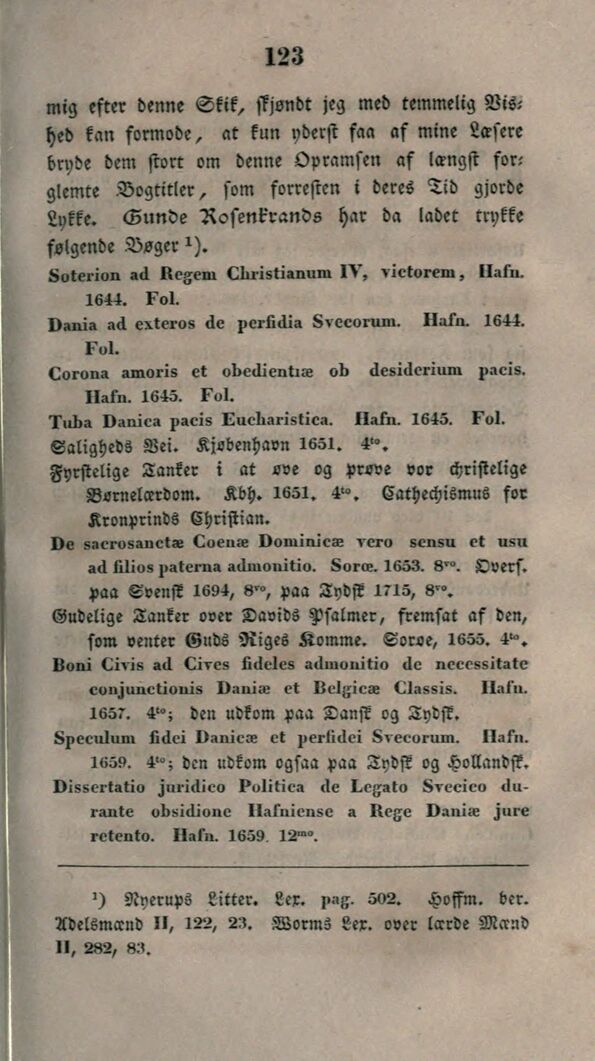 123
mig efter denne Skik, skjøndt jeg med temmelig Vis-
hed kan formode, at kun yderst faa af mine Læsere
bryde dem stort om denne Opramsen af længst for-
glemte Bogtitler, som forresten i deres Tid gjorde
Lykke. Gunde Rosenkrands har da ladet trykke
følgende Bøger ¹).
Soterion ad Regem Christianum IV, victorem, Hafn.
1644. Fol.
Dania ad exteros de perfidia Svecorum. Hafn. 1644.
Fol.
Corona amoris et obedientiæ ob desiderium pacis.
Hafn. 1645. Fol.
Tuba Danica pacis Eucharistica. Hafn. 1645. Fol.
Saligheds Vei. Kjøbenhavn 1651. 4to.
Fyrstelige Tanker i at øve og prøve vor christelige
Børnelærdom. Kbh. 1651. 4to. Cathechismus for
Kronprinds Christian.
De sacrosanctæ Coenæ Dominicæ vero sensu et usu
ad filios paterna admonitio. Soræ. 1653. 8vo. Overs.
paa Svensk 1694, 8vo, paa Tydsk 1715, 8vo.
Gudelige Tanker over Davids Psalmer, fremsat af den,
som venter Guds Riges Komme. Sorøe, 1655. 4to.
Boni Civis ad Cives fideles admonitio de necessitate
conjunctionis Daniæ et Belgicæ Classis. Hafn.
1657. 4to; den udkom paa Dansk og Tydsk.
Speculum fidei Danicæ et perfidei Svecorum. Hafn.
1659. 4to; den udkom ogsaa paa Tydsk og Hollandsk.
Dissertatio juridico Politica de Legato Svecico du-
rante obsidione Hafniense a Rege Daniæ jure
retento. Hafn. 1659. 12mo.
¹) Nyerups Litter. Lex. pag. 502. Hoffm. ber.
Adelsmænd II, 122, 23. Worms Lex. over lærde Mænd
II, 282, 83.